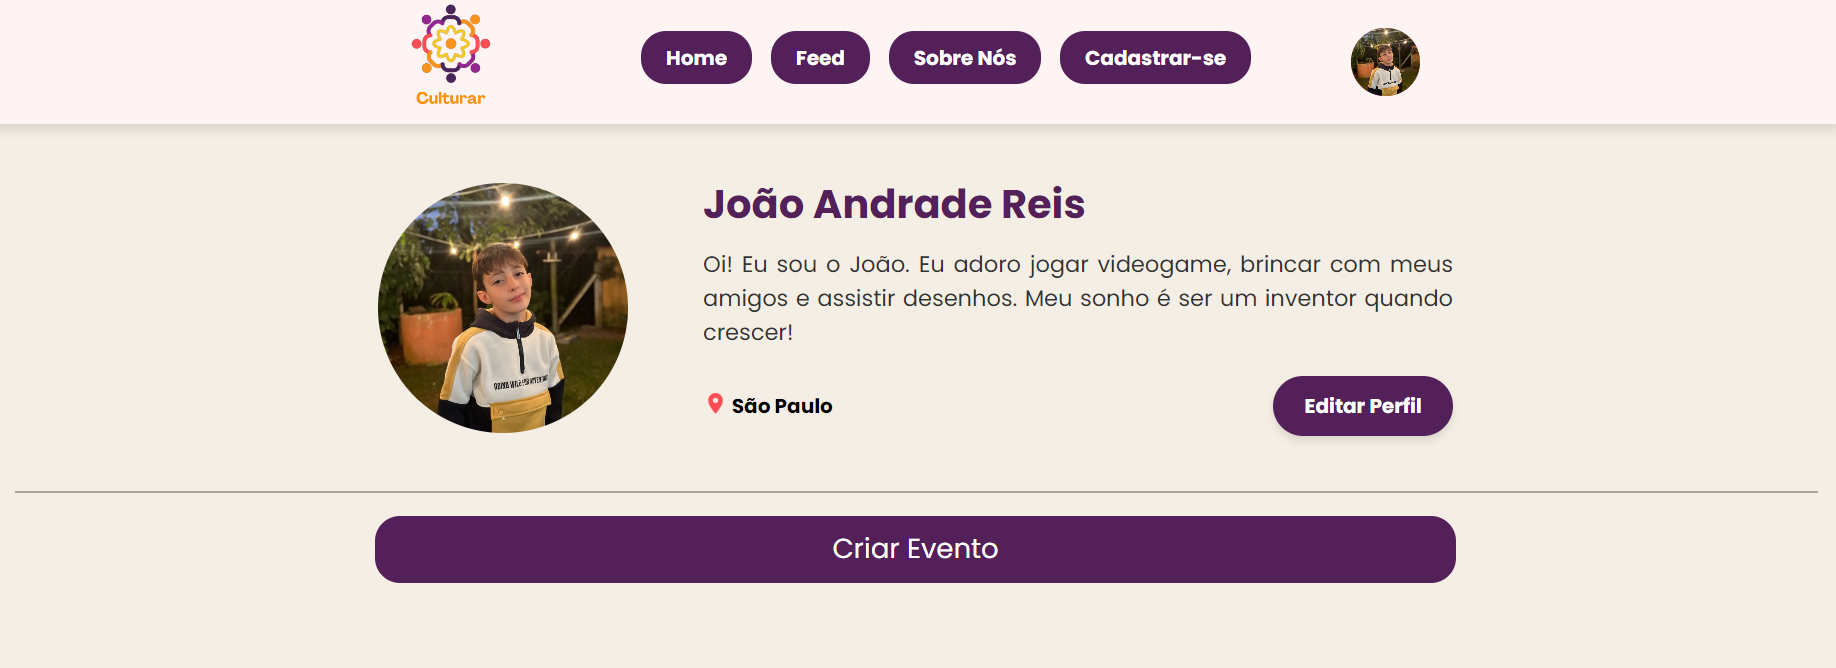 Culturar
Home
Feed
Sobre Nós
Cadastrar-se
João Andrade Reis
Oi! Eu sou o João. Eu adoro jogar videogame, brincar com meus
amigos e assistir desenhos. Meu sonho é ser um inventor quando
crescer!
São Paulo
Editar Perfil
Criar Evento